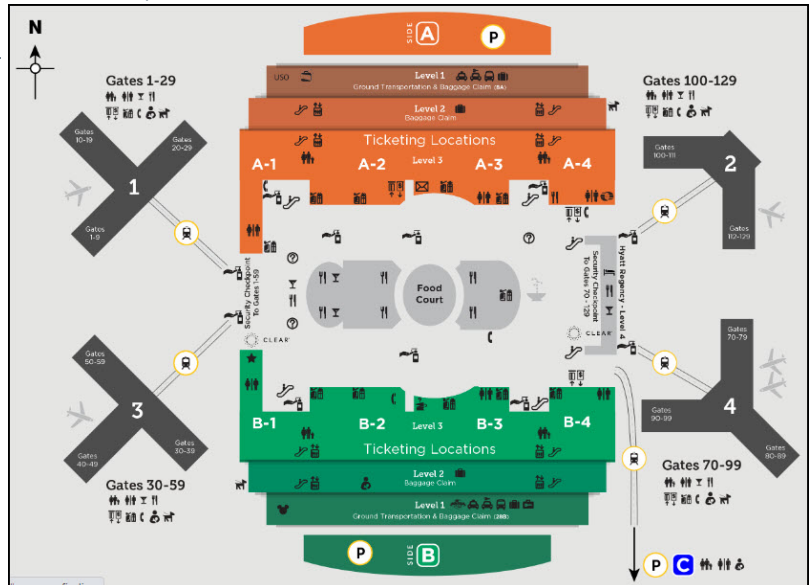 N
SIDE A
P
Gates 1-29
Gates 100-129
USO
Level 1
Ground Transportation & Baggage Claim (BA)
Level 2
Baggage Claim
Ticketing Locations
Level 3
A-1
A-2
A-3
A-4
Gates
10-19
Gates
20-29
1
Gates
1-9
Gates
100-111
2
Gates
112-129
Security Checkpoint
To Gates 1-59
Food
Court
Security Checkpoint
To Gates 70 - 129
Hyatt Regency - Level 4
CLEAR
CLEAR
Gates
50-59
3
Gates
40-49
Gates
30-39
Gates
70-79
Gates
90-99
4
Gates
80-89
B-1
B-2
B-3
B-4
Level 3
Ticketing Locations
Level 2
Baggage Claim
Level 1
Ground Transportation & Baggage Claim
Gates 30-59
Gates 70-99
P
SIDE B
P C